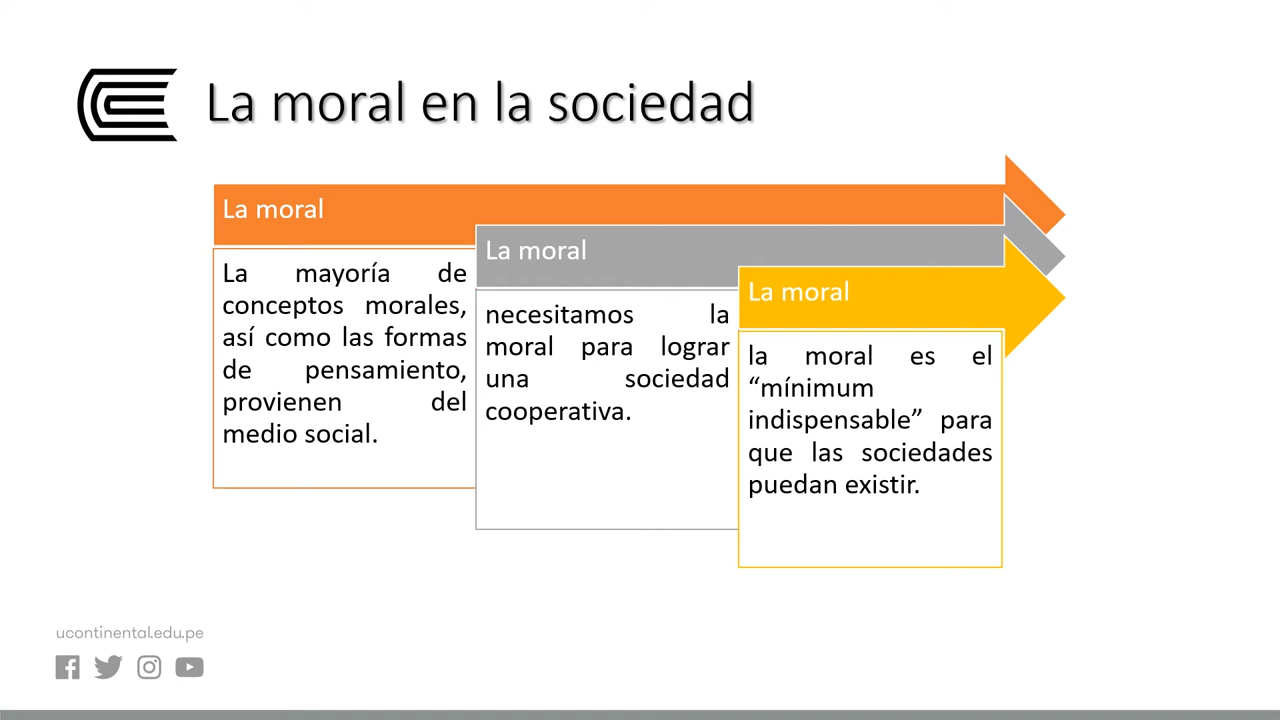 La moral en la sociedad
La moral
La mayoría de
conceptos morales,
así como las formas
de pensamiento,
provienen del
medio social.
La moral
necesitamos la
moral para lograr
una sociedad
cooperativa.
La moral
la moral es el
“mínimum
indispensable” para
que las sociedades
puedan existir.
ucontinental.edu.pe